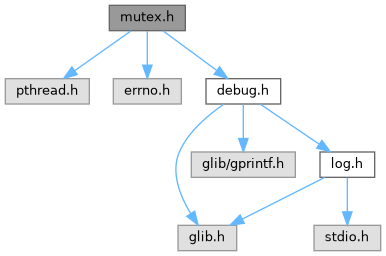 mutex.h
pthread.h
errno.h
debug.h
glib/gprintf.h
log.h
glib.h
stdio.h